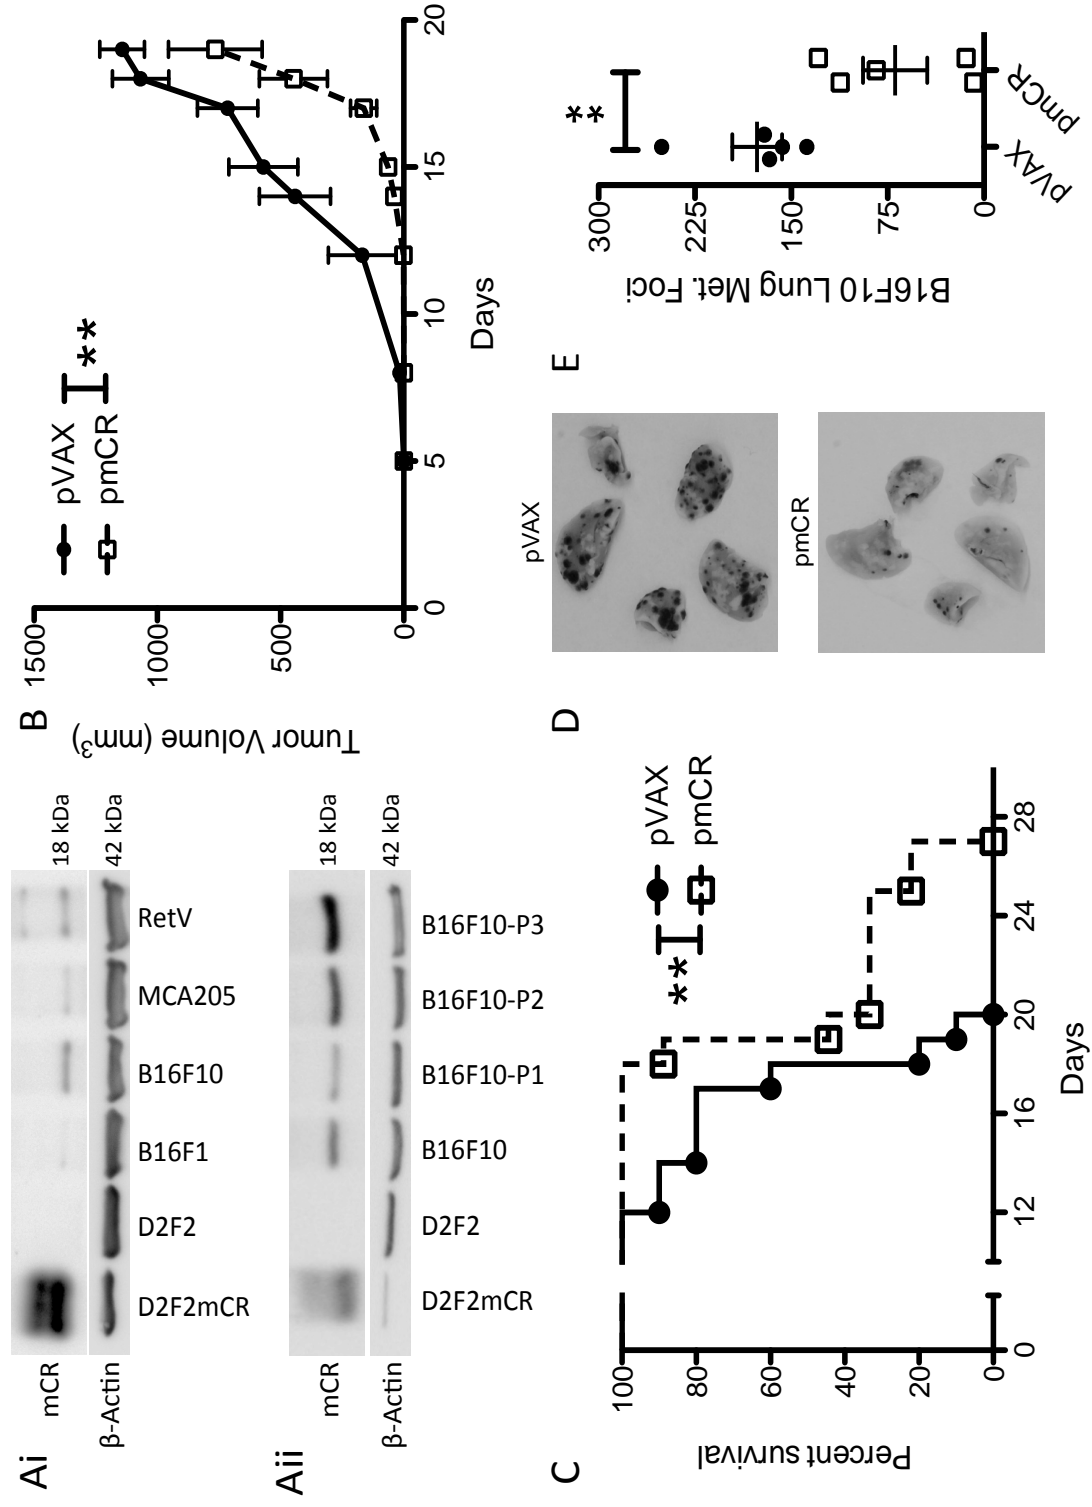 Ai
mCR
18 kDa
β-Actin
42 kDa
D2F2mCR
D2F2
B16F1
B16F10
MCA205
RetV
Aii
mCR
18 kDa
β-Actin
42 kDa
D2F2mCR
D2F2
B16F10
B16F10-P1
B16F10-P2
B16F10-P3
B
Tumor Volume (mm3)
1500
1000
500
0
0
5
10
15
20
Days
pVAX
pmCR
**
C
Percent survival
100
80
60
40
20
0
0
12
16
20
24
28
Days
pVAX
pmCR
**
D
pVAX
pmCR
E
B16F10 Lung Met. Foci
300
225
150
75
0
pVAX
pmCR
**